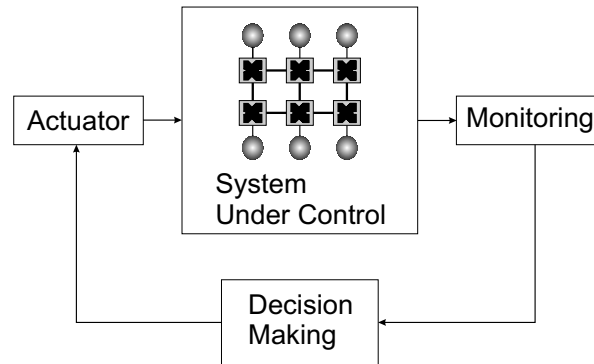 Actuator
System
Under Control
Monitoring
Decision
Making